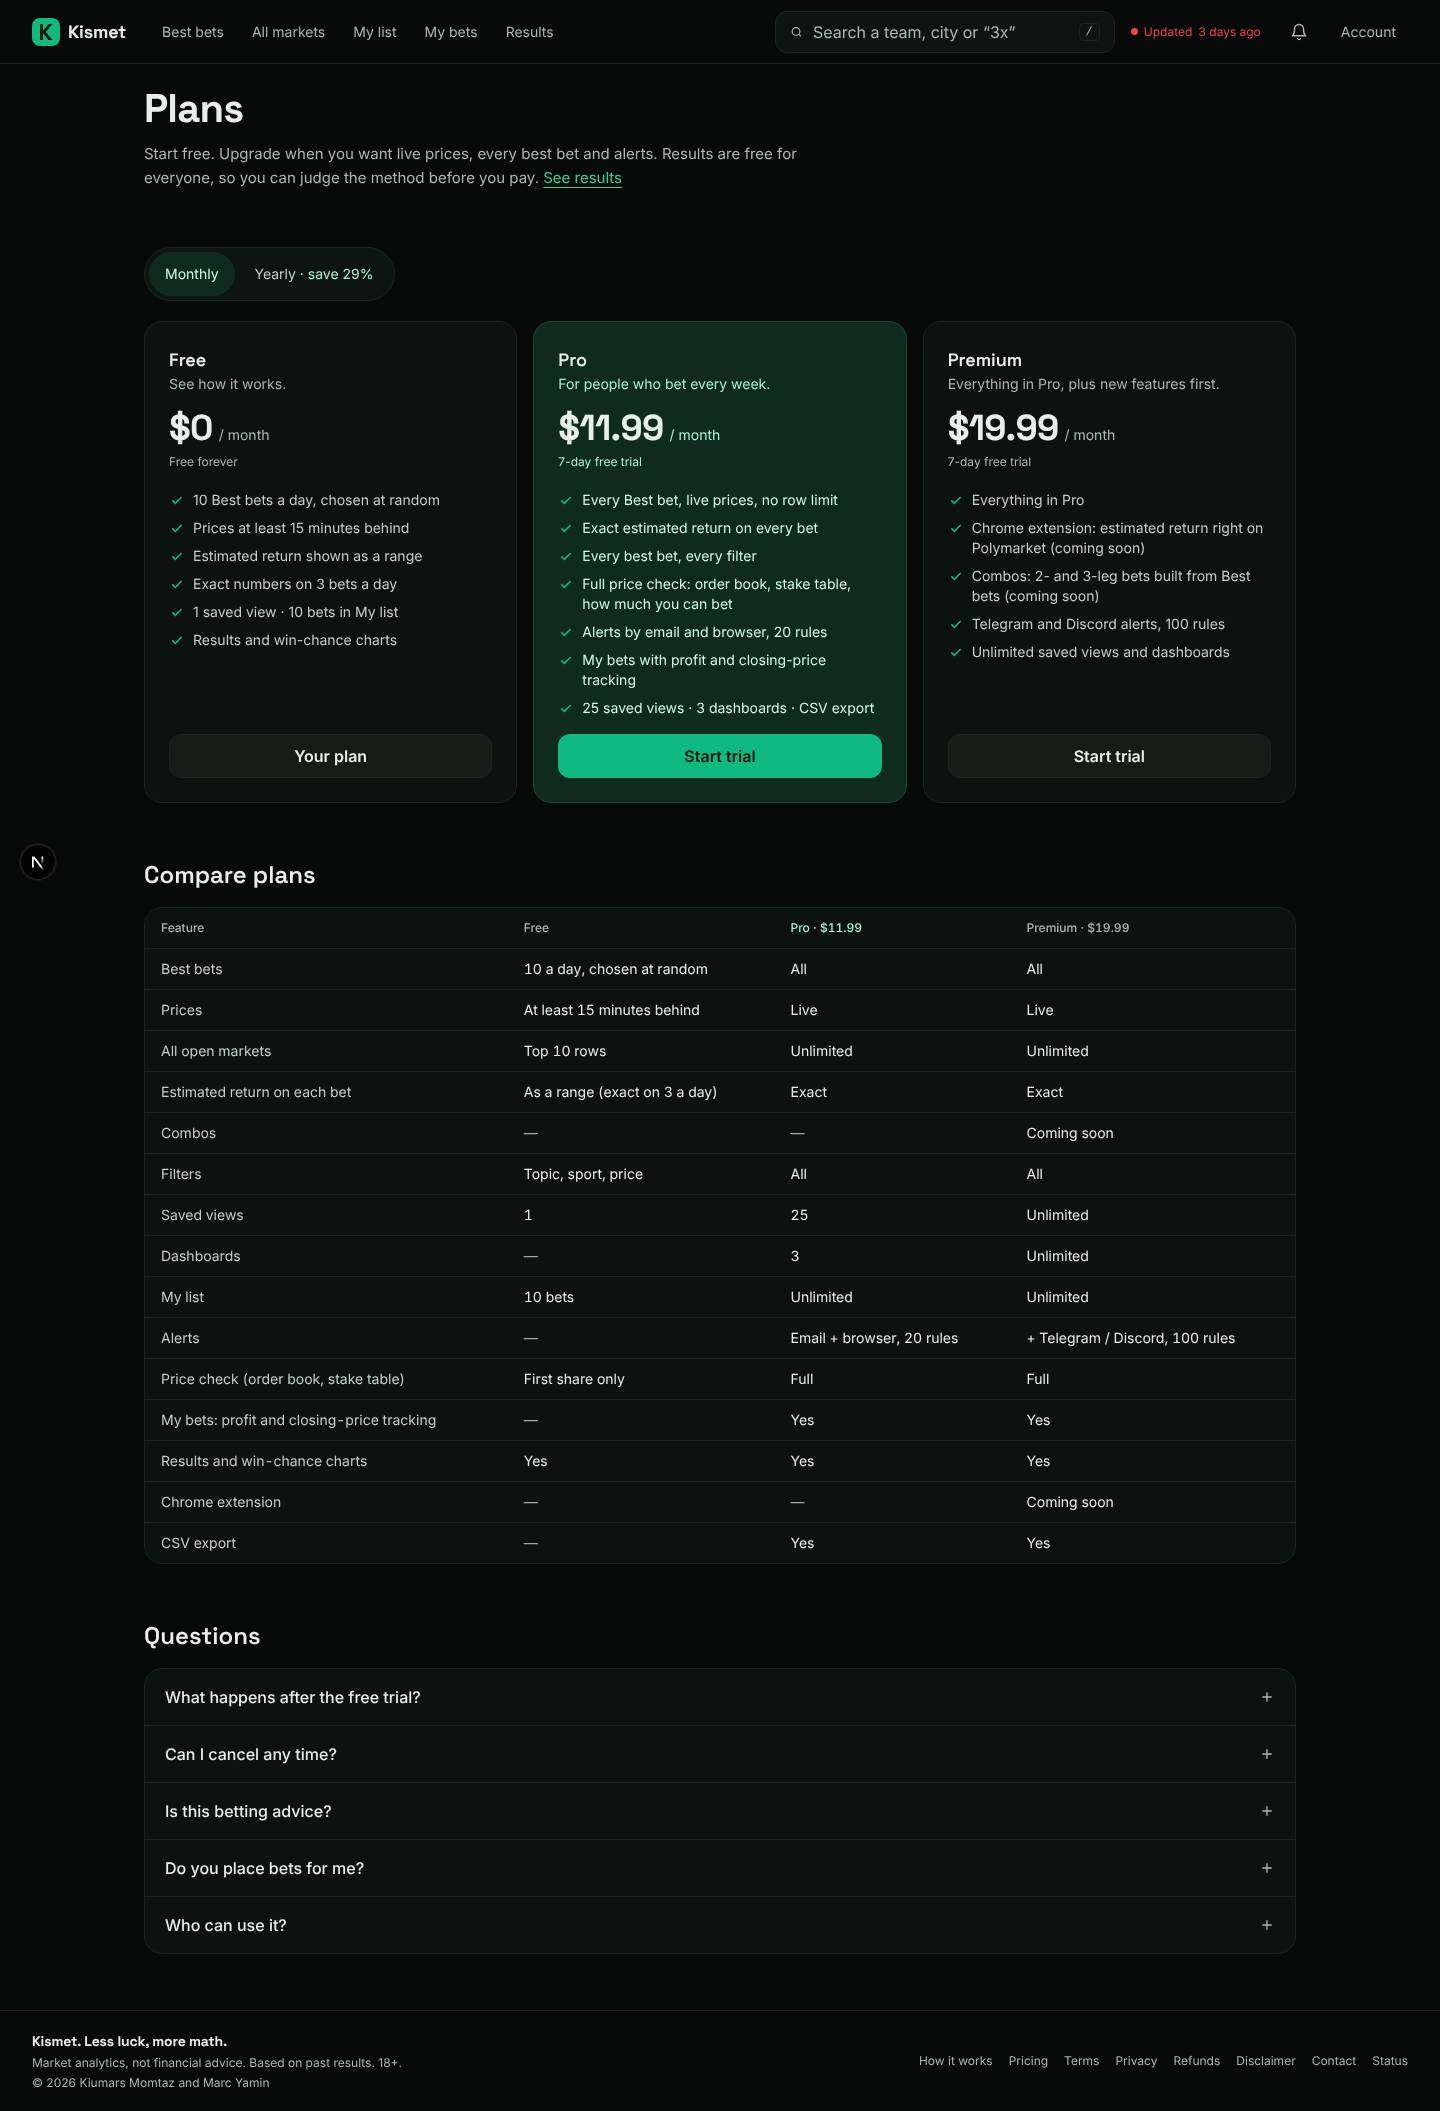 K Kismet Best bets All markets My list My bets Results Search a team, city or “3x” / Updated 3 days ago Account
Plans
Start free. Upgrade when you want live prices, every best bet and alerts. Results are free for
everyone, so you can judge the method before you pay. See results
Monthly Yearly · save 29%
Free
See how it works.
$0 / month
Free forever
10 Best bets a day, chosen at random
Prices at least 15 minutes behind
Estimated return shown as a range
Exact numbers on 3 bets a day
1 saved view · 10 bets in My list
Results and win-chance charts
Your plan
Pro
For people who bet every week.
$11.99 / month
7-day free trial
Every Best bet, live prices, no row limit
Exact estimated return on every bet
Every best bet, every filter
Full price check: order book, stake table,
how much you can bet
Alerts by email and browser, 20 rules
My bets with profit and closing-price
tracking
25 saved views · 3 dashboards · CSV export
Start trial
Premium
Everything in Pro, plus new features first.
$19.99 / month
7-day free trial
Everything in Pro
Chrome extension: estimated return right on
Polymarket (coming soon)
Combos: 2- and 3-leg bets built from Best
bets (coming soon)
Telegram and Discord alerts, 100 rules
Unlimited saved views and dashboards
Start trial
N
Compare plans
Feature Free Pro · $11.99 Premium · $19.99
Best bets 10 a day, chosen at random All All
Prices At least 15 minutes behind Live Live
All open markets Top 10 rows Unlimited Unlimited
Estimated return on each bet As a range (exact on 3 a day) Exact Exact
Combos — — Coming soon
Filters Topic, sport, price All All
Saved views 1 25 Unlimited
Dashboards — 3 Unlimited
My list 10 bets Unlimited Unlimited
Alerts — Email + browser, 20 rules + Telegram / Discord, 100 rules
Price check (order book, stake table) First share only Full Full
My bets: profit and closing-price tracking — Yes Yes
Results and win-chance charts Yes Yes Yes
Chrome extension — — Coming soon
CSV export — Yes Yes
Questions
What happens after the free trial? +
Can I cancel any time? +
Is this betting advice? +
Do you place bets for me? +
Who can use it? +
Kismet. Less luck, more math.
Market analytics, not financial advice. Based on past results. 18+.
© 2026 Kiumars Momtaz and Marc Yamin
How it works Pricing Terms Privacy Refunds Disclaimer Contact Status